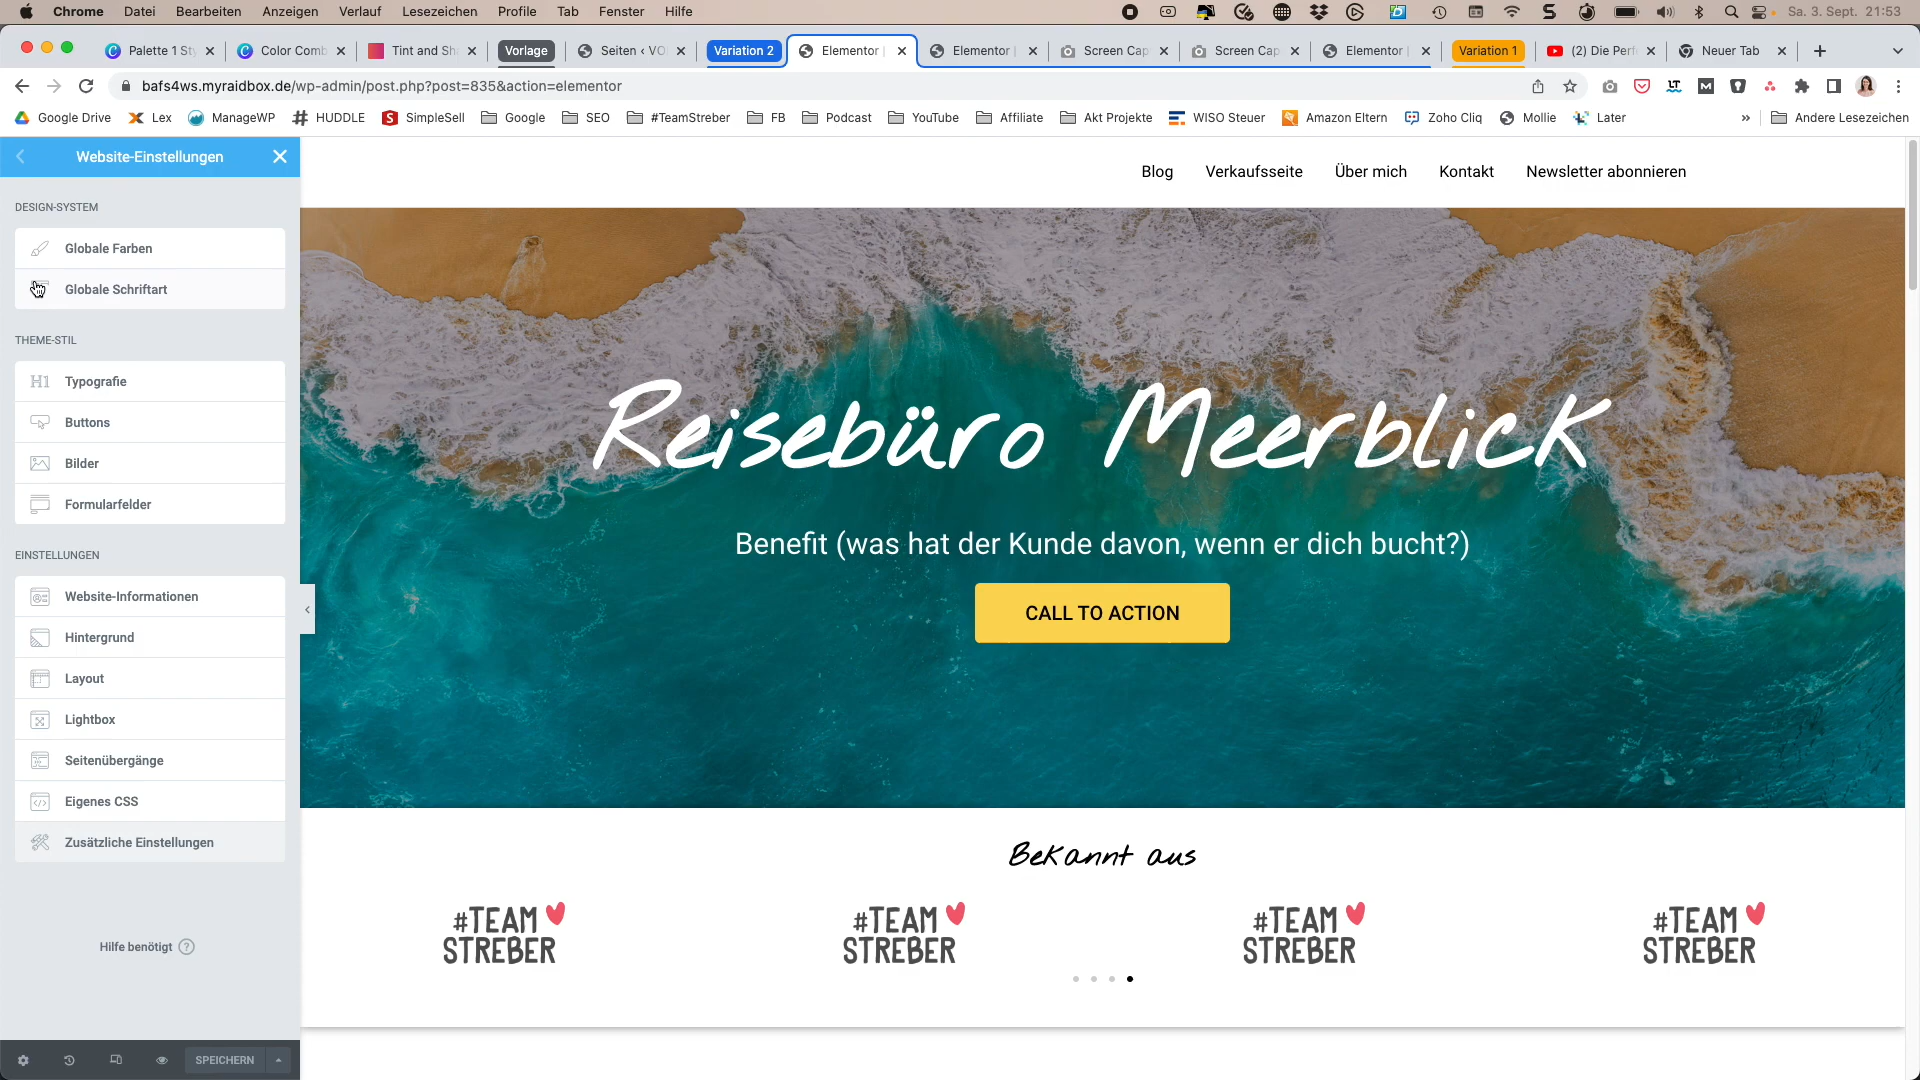 Chrome Datei Bearbeiten Anzeigen Verlauf Lesezeichen Profile Tab Fenster Hilfe Sa. 3. Sept. 21:53
Palette 1 Sty Color Comb Tint and Sh Vorlage Seiten ‹ VO Variation 2 Elementor | Elementor | Screen Cap Screen Cap Elementor | Variation 1 (2) Die Perf Neuer Tab
bafs4ws.myraidbox.de/wp-admin/post.php?post=835&action=elementor
Google Drive Lex ManageWP HUDDLE SimpleSell Google SEO #TeamStreber FB Podcast YouTube Affiliate Akt Projekte WISO Steuer Amazon Eltern Zoho Cliq Mollie Later » Andere Lesezeichen
Website-Einstellungen
DESIGN-SYSTEM
Globale Farben
Globale Schriftart
THEME-STIL
H1 Typografie
Buttons
Bilder
Formularfelder
EINSTELLUNGEN
Website-Informationen
Hintergrund
Layout
Lightbox
Seitenübergänge
Eigenes CSS
Zusätzliche Einstellungen
Hilfe benötigt ?
SPEICHERN
Blog Verkaufsseite Über mich Kontakt Newsletter abonnieren
Reisebüro Meerblick
Benefit (was hat der Kunde davon, wenn er dich bucht?)
CALL TO ACTION
Bekannt aus
#TEAM #TEAM #TEAM #TEAM
STREBER STREBER STREBER STREBER